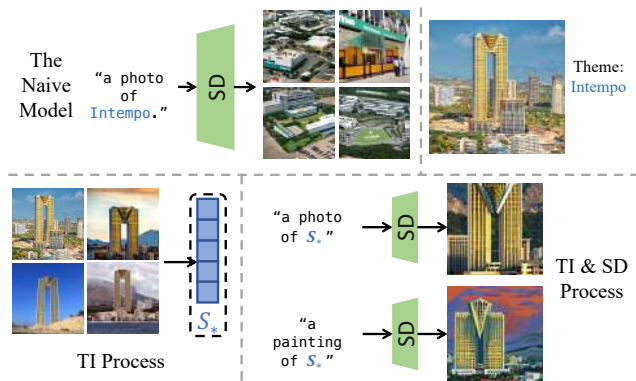 The
Naive
Model
“a photo
of
Intempo.”
SD
Theme:
Intempo
S*
TI Process
“a photo
of S*”
SD
“a
painting
of S*”
SD
TI & SD
Process